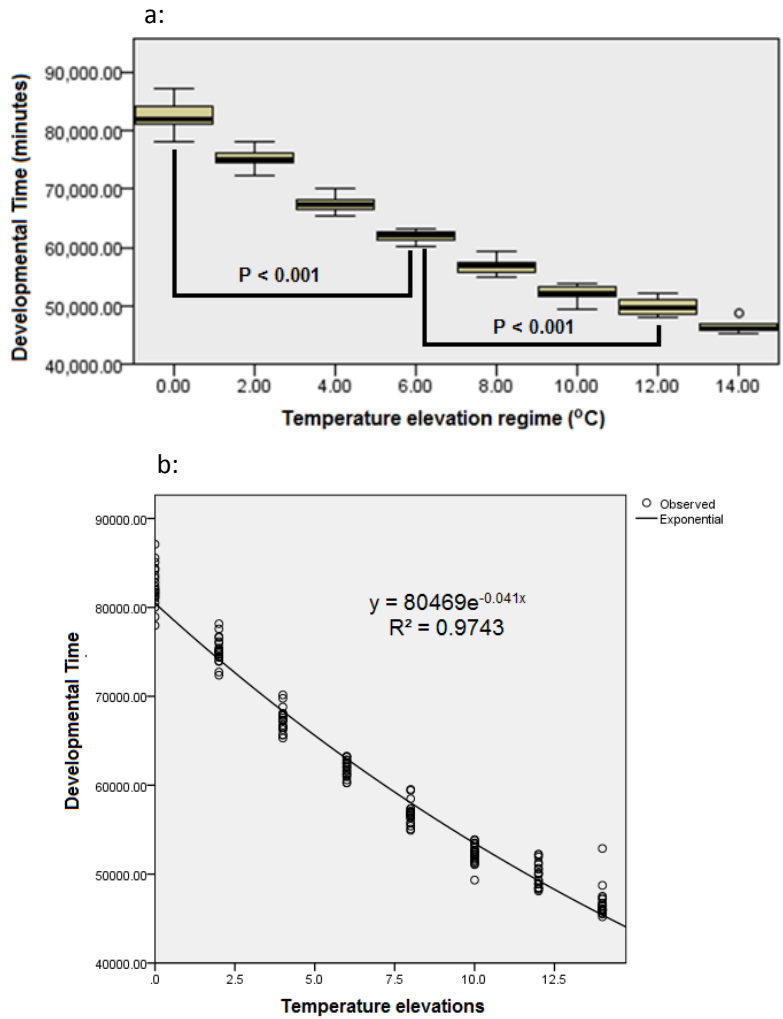 a:
Developmental Time (minutes)
90,000.00
80,000.00
70,000.00
60,000.00
50,000.00
40,000.00
P < 0.001
P < 0.001
0.00 2.00 4.00 6.00 8.00 10.00 12.00 14.00
Temperature elevation regime (°C)
b:
Developmental Time
90000.00
80000.00
70000.00
60000.00
50000.00
40000.00
Observed
Exponential
y = 80469e^-0.041x
R² = 0.9743
.0 2.5 5.0 7.5 10.0 12.5
Temperature elevations